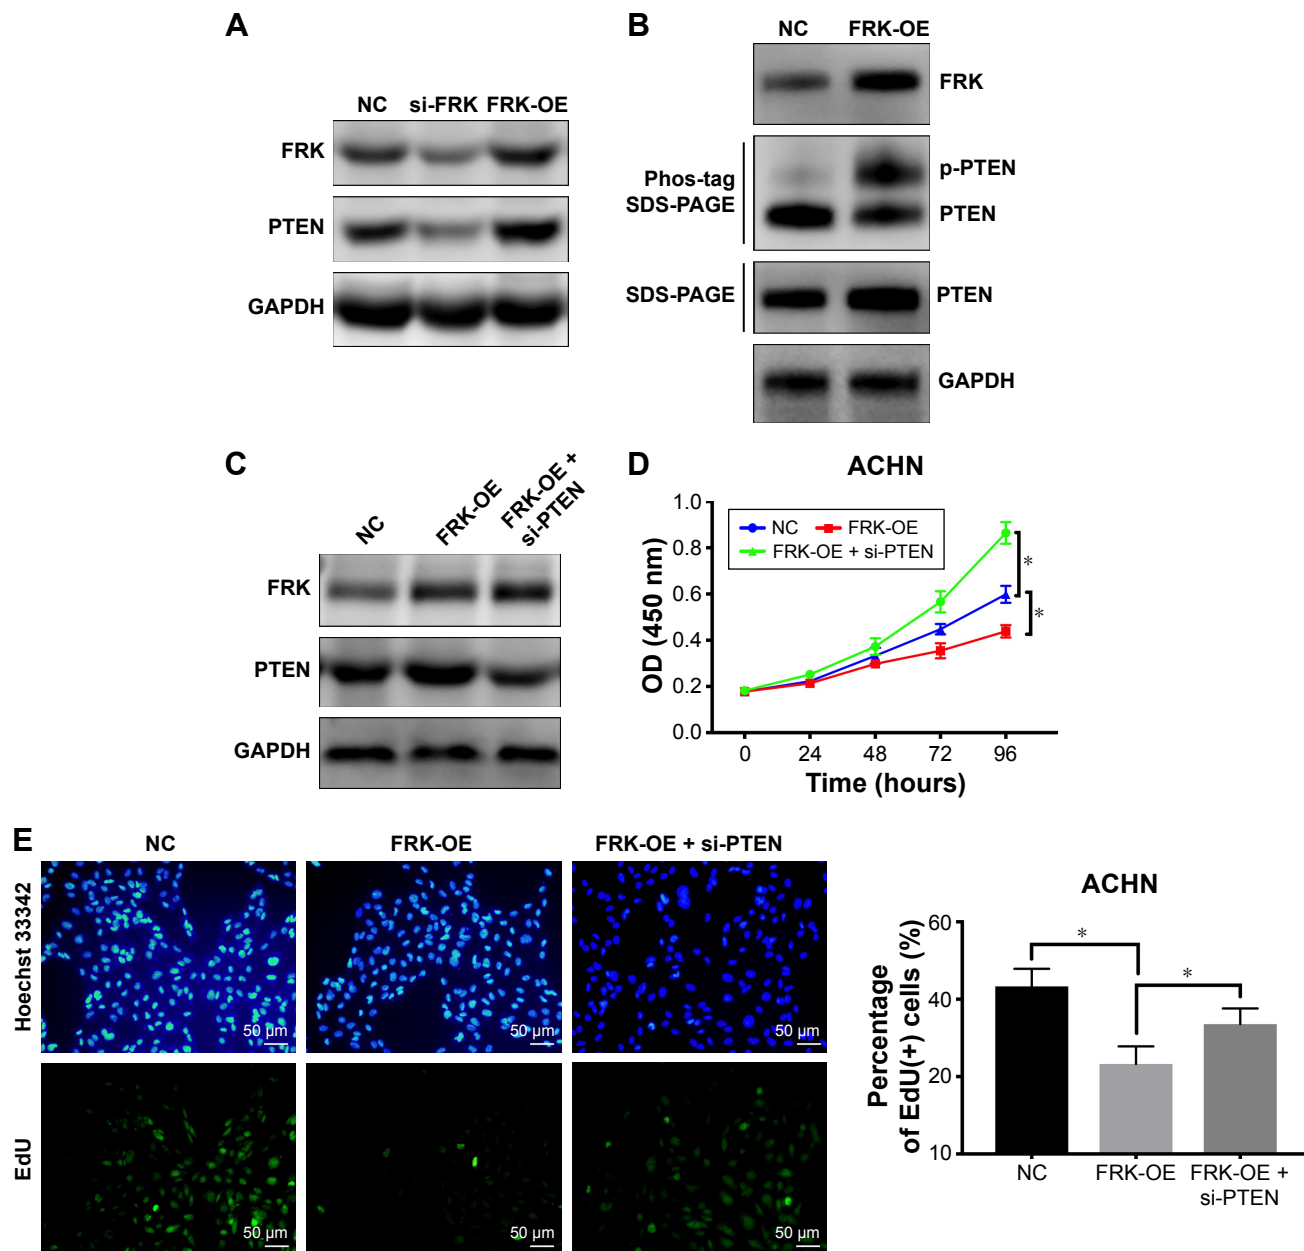 A
NC si-FRK FRK-OE
FRK
PTEN
GAPDH
B
NC FRK-OE
FRK
Phos-tag
SDS-PAGE
p-PTEN
PTEN
SDS-PAGE
PTEN
GAPDH
C
NC
FRK-OE
FRK-OE +
si-PTEN
FRK
PTEN
GAPDH
D
ACHN
NC FRK-OE
FRK-OE + si-PTEN
OD (450 nm)
1.0
0.8
0.6
0.4
0.2
0.0
*
*
0 24 48 72 96
Time (hours)
E
NC FRK-OE FRK-OE + si-PTEN
Hoechst 33342
50 µm 50 µm 50 µm
EdU
50 µm 50 µm 50 µm
ACHN
Percentage
of EdU(+) cells (%)
60
40
20
10
*
*
NC FRK-OE FRK-OE +
si-PTEN